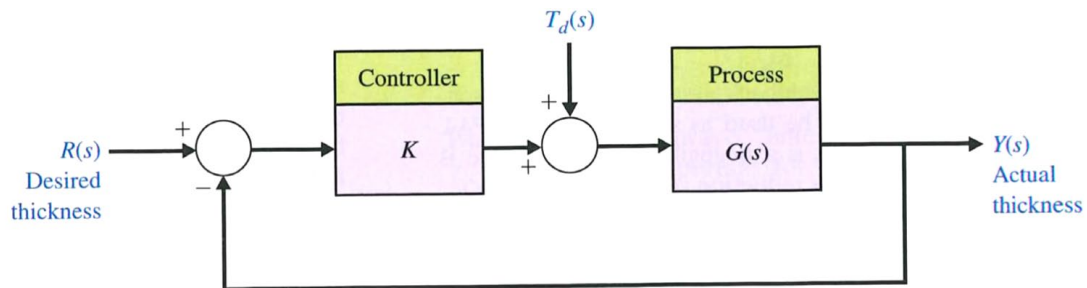 T_d(s)
Controller
Process
+
+
R(s)
K
+
G(s)
Y(s)
Desired
thickness
−
Actual
thickness